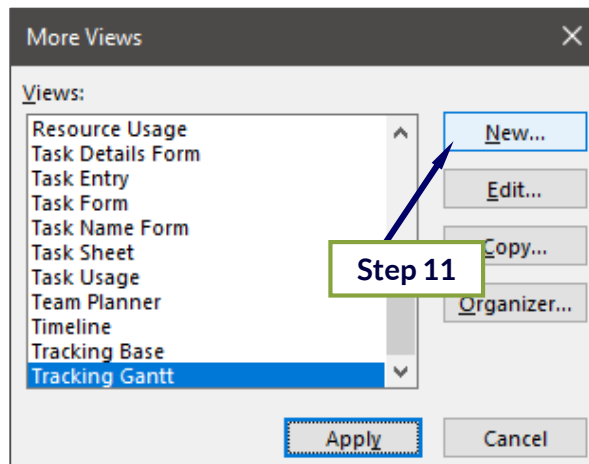 More Views
Views:
Resource Usage
Task Details Form
Task Entry
Task Form
Task Name Form
Task Sheet
Task Usage
Team Planner
Timeline
Tracking Base
Tracking Gantt
New...
Edit...
Copy...
Organizer...
Step 11
Apply
Cancel